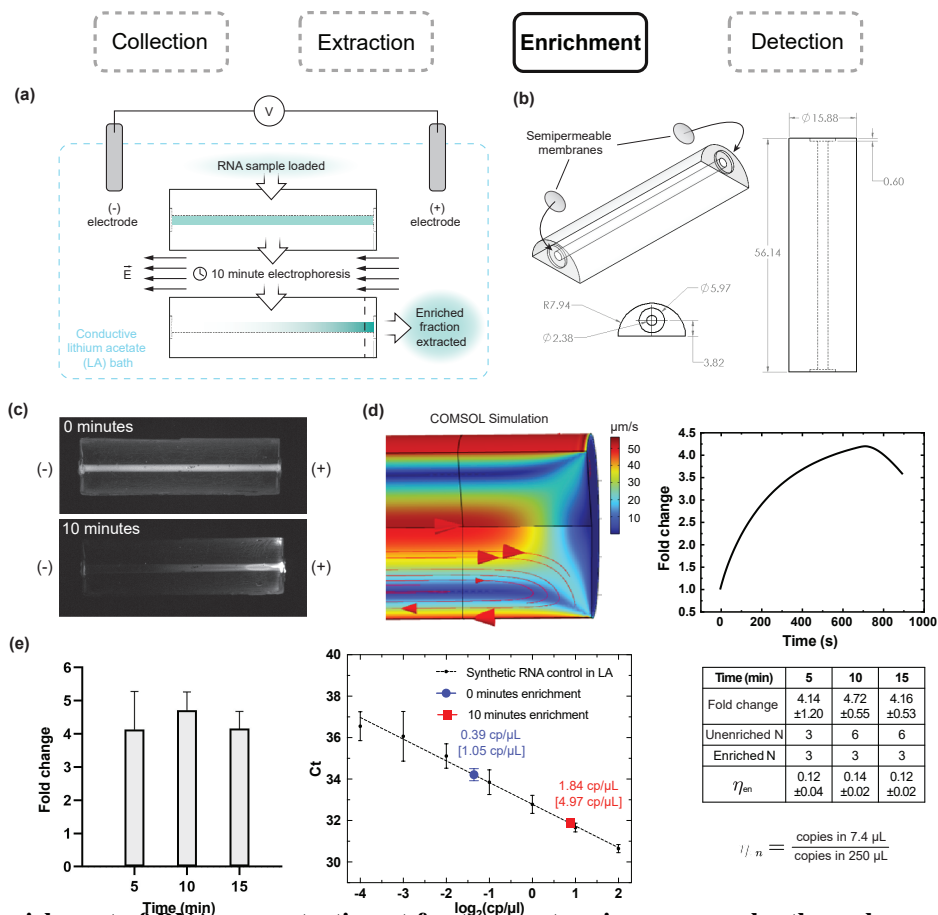 Collection
Extraction
Enrichment
Detection
(a)
V
RNA sample loaded
(-)
electrode
(+)
electrode
E
10 minute electrophoresis
Enriched
fraction
extracted
Conductive
lithium acetate
(LA) bath
(b)
Semipermeable
membranes
∅15.88
0.60
56.14
∅5.97
R7.94
∅2.38
3.82
(c)
0 minutes
(-)
(+)
10 minutes
(-)
(+)
(d)
COMSOL Simulation
μm/s
50
40
30
20
10
Fold change
4.5
4.0
3.5
3.0
2.5
2.0
1.5
1.0
0.5
0
200
400
600
800
1000
Time (s)
(e)
Fold change
6
5
4
3
2
1
0
5
10
15
Time (min)
Ct
40
38
36
34
32
30
Synthetic RNA control in LA
0 minutes enrichment
10 minutes enrichment
0.39 cp/μL
[1.05 cp/μL]
1.84 cp/μL
[4.97 cp/μL]
-4
-3
-2
-1
0
1
2
Time (min) 5 10 15
Fold change 4.14 ±1.20 4.72 ±0.55 4.16 ±0.53
Unenriched N 3 6 6
Enriched N 3 3 3
ηen 0.12 ±0.04 0.14 ±0.02 0.12 ±0.02
= copies in 7.4 μL
copies in 250 μL